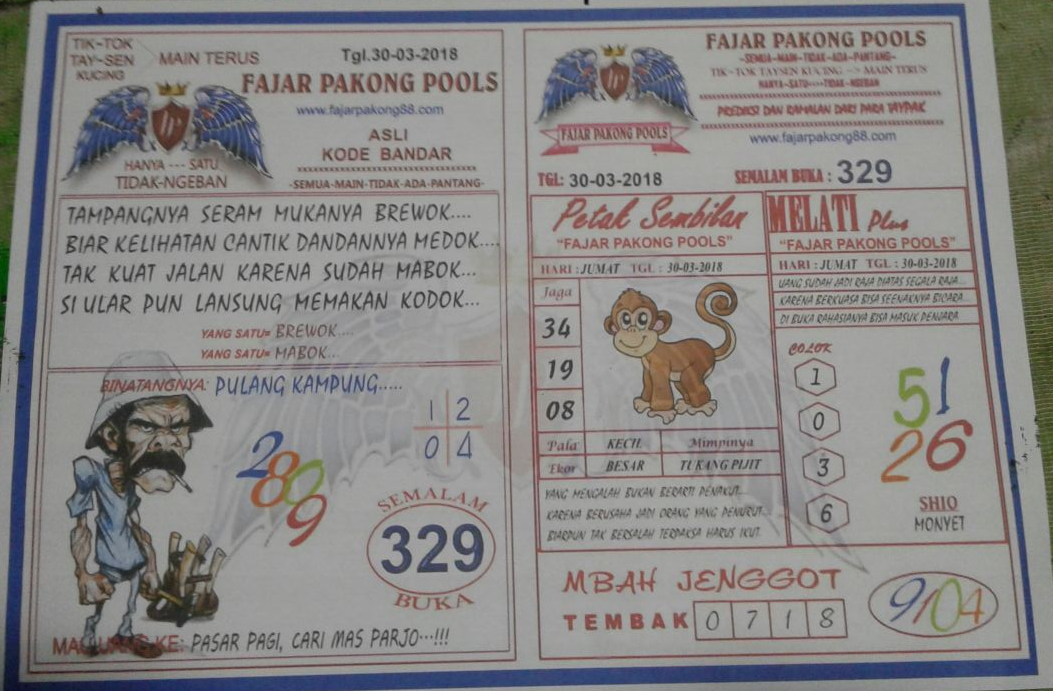 TIK-TOK
TAY-SEN
KUCING
MAIN TERUS
Tgl.30-03-2018
FAJAR PAKONG POOLS
www.fajarpakong88.com
ASLI
KODE BANDAR
HANYA --- SATU
TIDAK-NGEBAN
-SEMUA-MAIN-TIDAK-ADA-PANTANG-
TAMPANGNYA SERAM MUKANYA BREWOK....
BIAR KELIHATAN CANTIK DANDANNYA MEDOK....
TAK KUAT JALAN KARENA SUDAH MABOK...
SI ULAR PUN LANSUNG MEMAKAN KODOK...
YANG SATU= BREWOK....
YANG SATU= MABOK...
BINATANGNYA: PULANG KAMPUNG.....
1 2
0 4
2
8 0
9
SEMALAM
329
BUKA
MAU UANG KE: PASAR PAGI, CARI MAS PARJO...!!!
FAJAR PAKONG POOLS
-SEMUA-MAIN-TIDAK-ADA-PANTANG-
TIK-TOK TAYSEN KUCING --> MAIN TERUS
HANYA-SATU----TIDAK-NGEBAN
PREDIKSI DAN RAMALAN DARI PARA TAYPAK
FAJAR PAKONG POOLS
www.fajarpakong88.com
TGL: 30-03-2018
SEMALAM BUKA : 329
Petak Sembilan
"FAJAR PAKONG POOLS"
HARI : JUMAT TGL : 30-03-2018
Jaga
34
19
08
Pala KECIL Mimpinya
Ekor BESAR TUKANG PIJIT
YANG MENGALAH BUKAN BERARTI PENAKUT...
KARENA BERUSAHA JADI ORANG YANG PENURUT...
BIARPUN TAK BERSALAH TERPAKSA HARUS IKUT.
MELATI Plus
"FAJAR PAKONG POOLS"
HARI : JUMAT TGL : 30-03-2018
UANG SUDAH JADI RAJA DIATAS SEGALA RAJA...
KARENA BERKUASA BISA SEENAKNYA BICARA...
DI BUKA RAHASIANYA BISA MASUK PENJARA.
COLOK
1
0
3
6
51
26
SHIO
MONYET
MBAH JENGGOT
TEMBAK 0 7 1 8
9104